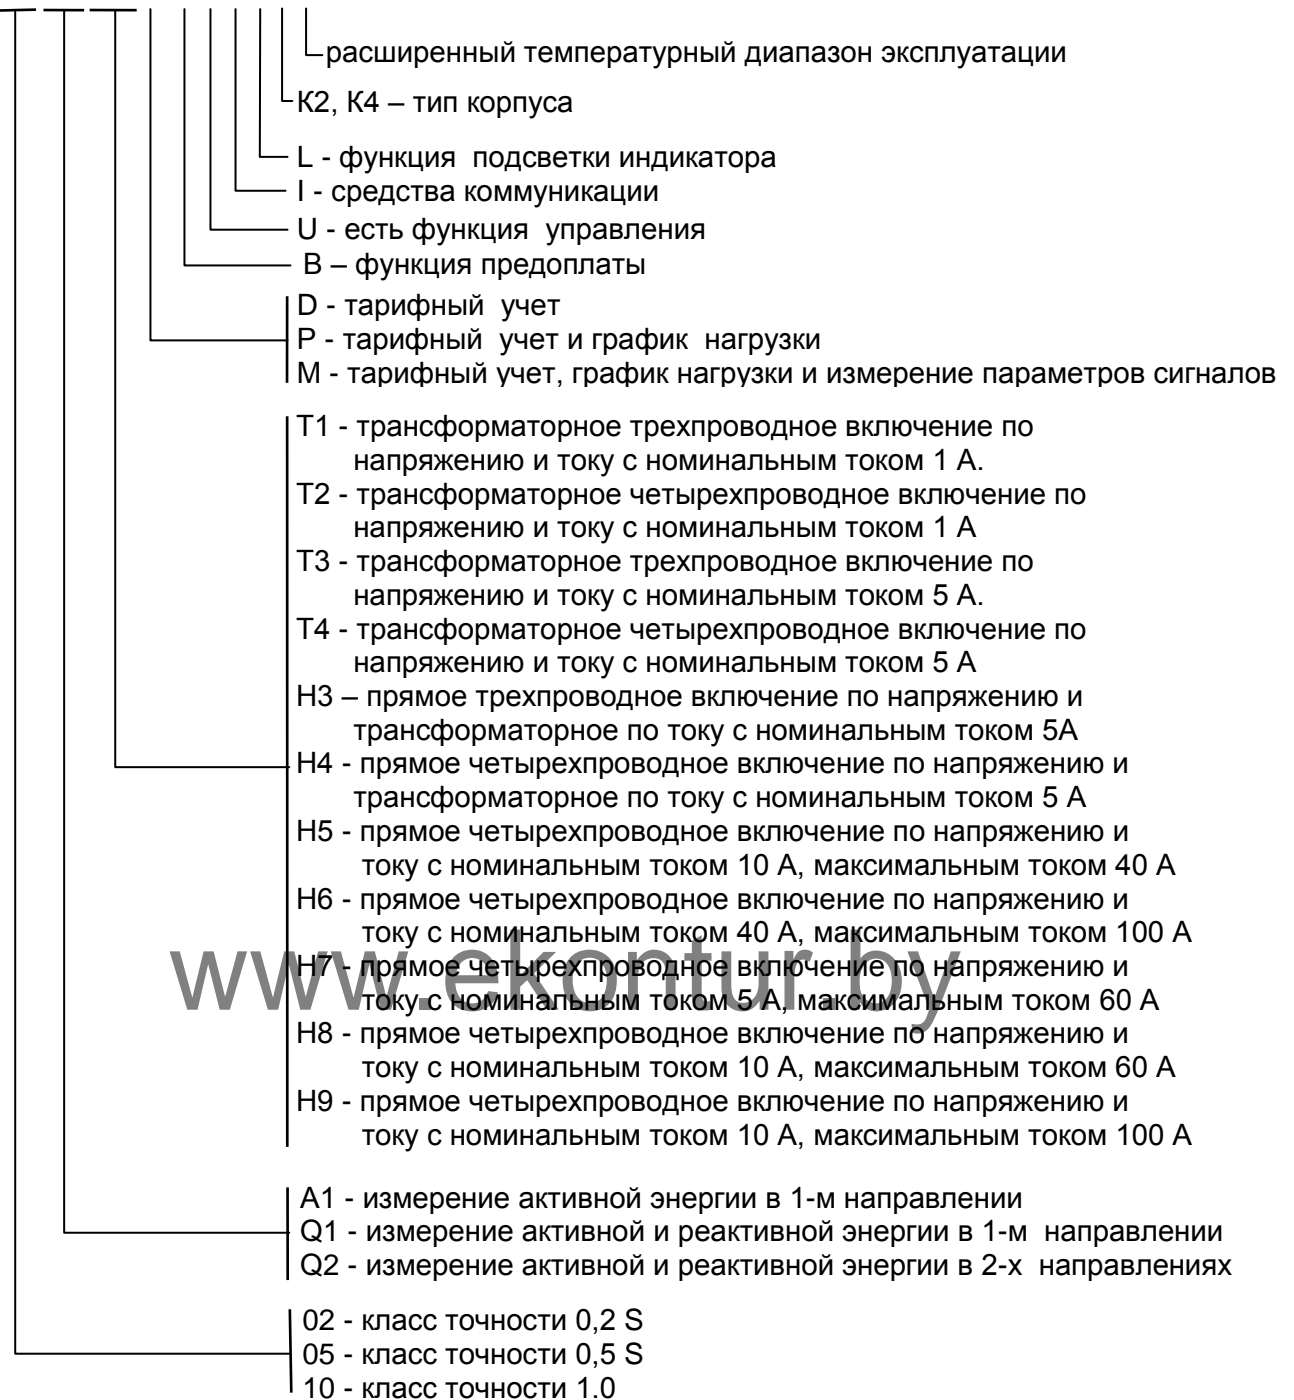 расширенный температурный диапазон эксплуатации
К2, К4 – тип корпуса
L - функция подсветки индикатора
I - средства коммуникации
U - есть функция управления
В – функция предоплаты
D - тарифный учет
P - тарифный учет и график нагрузки
M - тарифный учет, график нагрузки и измерение параметров сигналов
T1 - трансформаторное трехпроводное включение по
напряжению и току с номинальным током 1 А.
T2 - трансформаторное четырехпроводное включение по
напряжению и току с номинальным током 1 А
T3 - трансформаторное трехпроводное включение по
напряжению и току с номинальным током 5 А.
T4 - трансформаторное четырехпроводное включение по
напряжению и току с номинальным током 5 А
H3 – прямое трехпроводное включение по напряжению и
трансформаторное по току с номинальным током 5А
H4 - прямое четырехпроводное включение по напряжению и
трансформаторное по току с номинальным током 5 А
H5 - прямое четырехпроводное включение по напряжению и
току с номинальным током 10 А, максимальным током 40 А
H6 - прямое четырехпроводное включение по напряжению и
току с номинальным током 40 А, максимальным током 100 А
www.ekontur.by
H7 - прямое четырехпроводное включение по напряжению и
току с номинальным током 5 А, максимальным током 60 А
H8 - прямое четырехпроводное включение по напряжению и
току с номинальным током 10 А, максимальным током 60 А
H9 - прямое четырехпроводное включение по напряжению и
току с номинальным током 10 А, максимальным током 100 А
A1 - измерение активной энергии в 1-м направлении
Q1 - измерение активной и реактивной энергии в 1-м направлении
Q2 - измерение активной и реактивной энергии в 2-х направлениях
02 - класс точности 0,2 S
05 - класс точности 0,5 S
10 - класс точности 1.0